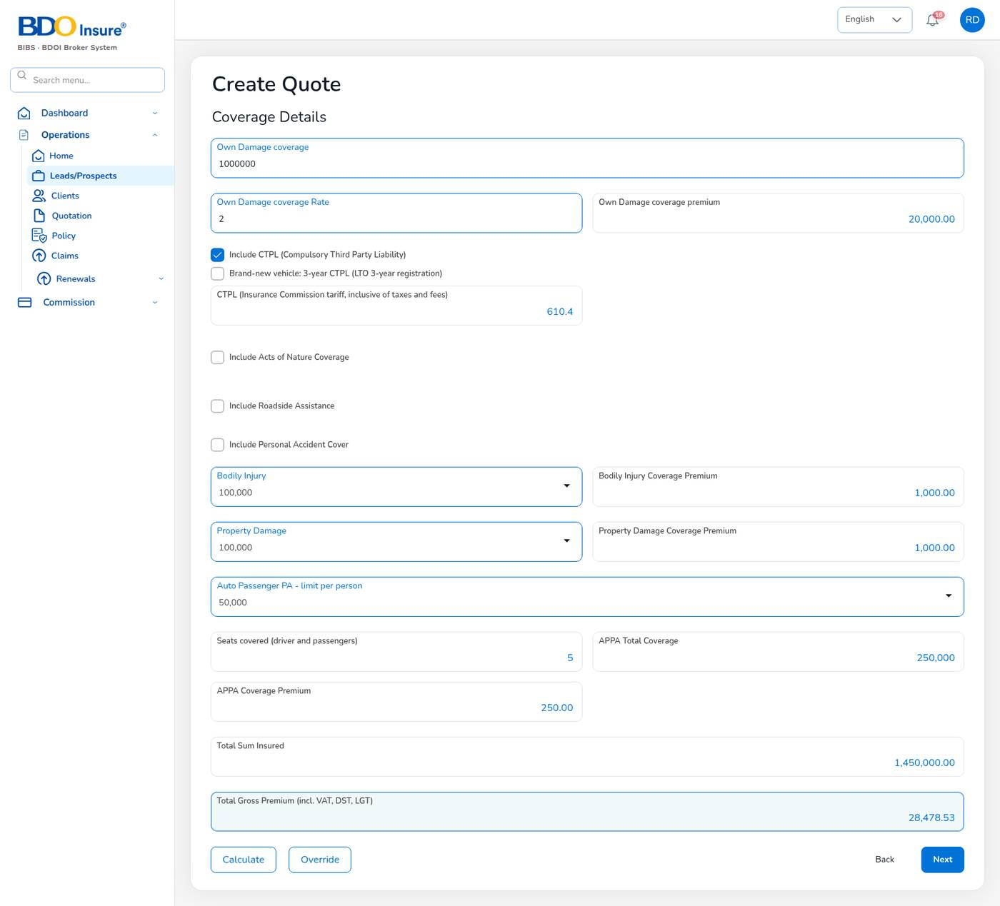 BDO Insure®
BIBS · BDOI Broker System
English
16
RD
Search menu...
Dashboard
Operations
Home
Leads/Prospects
Clients
Quotation
Policy
Claims
Renewals
Commission
Create Quote
Coverage Details
Own Damage coverage
1000000
Own Damage coverage Rate
2
Own Damage coverage premium
20,000.00
Include CTPL (Compulsory Third Party Liability)
Brand-new vehicle: 3-year CTPL (LTO 3-year registration)
CTPL (Insurance Commission tariff, inclusive of taxes and fees)
610.4
Include Acts of Nature Coverage
Include Roadside Assistance
Include Personal Accident Cover
Bodily Injury
100,000
Bodily Injury Coverage Premium
1,000.00
Property Damage
100,000
Property Damage Coverage Premium
1,000.00
Auto Passenger PA - limit per person
50,000
Seats covered (driver and passengers)
5
APPA Total Coverage
250,000
APPA Coverage Premium
250.00
Total Sum Insured
1,450,000.00
Total Gross Premium (incl. VAT, DST, LGT)
28,478.53
Calculate
Override
Back
Next